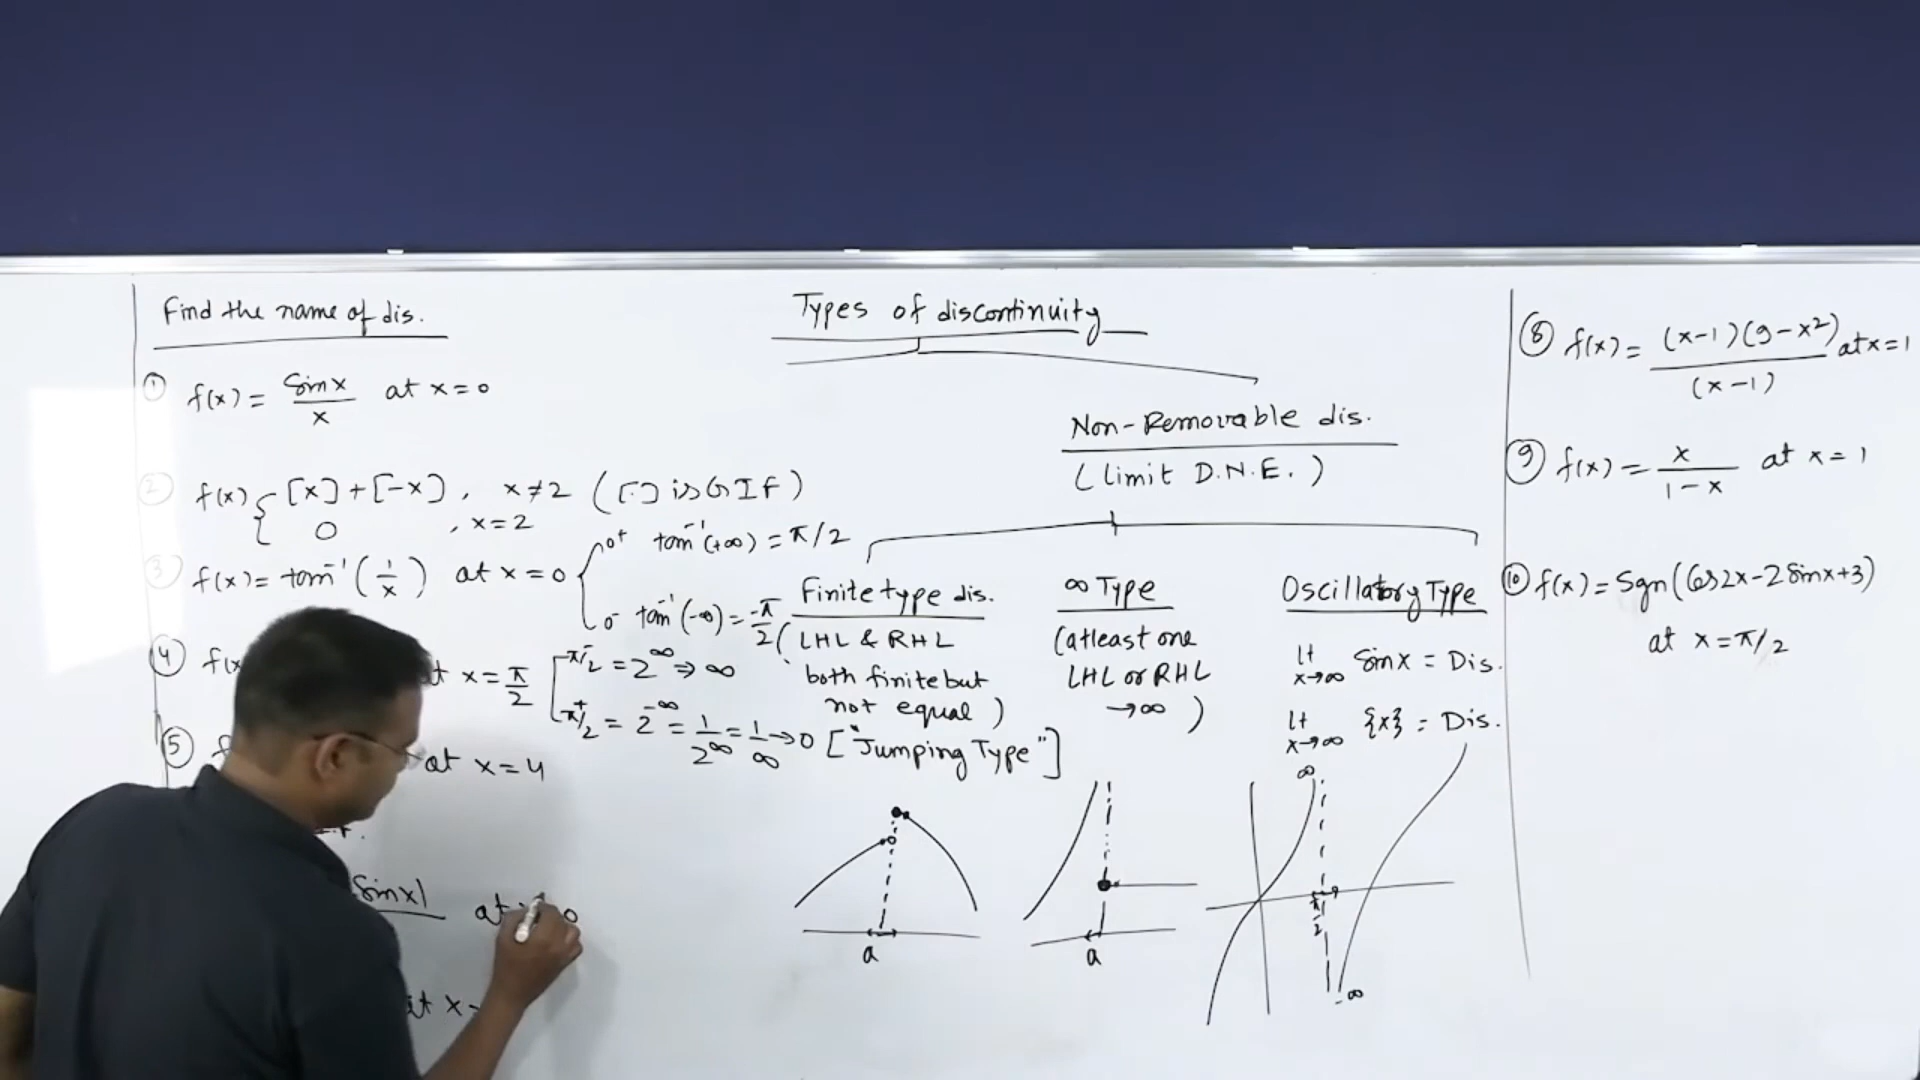 Find the name of dis.
① f(x) = Sinx / x at x = 0
② f(x) { [x] + [-x] , x ≠ 2 ([.] is GIF)
0 , x = 2
③ f(x) = tan⁻¹(1/x) at x = 0
0⁺ tan⁻¹(+∞) = π/2
0⁻ tan⁻¹(-∞) = -π/2
④ f(x at x = π/2
π⁻/2 = 2^∞ ⇒ ∞
π⁺/2 = 2^-∞ = 1/2^∞ = 1/∞ → 0
⑤ f at x = 4
Sinx| at 0
at x
Types of discontinuity
Non-Removable dis.
(limit D.N.E.)
Finite type dis.
(LHL & RHL
both finite but
not equal)
["Jumping Type"]
a
∞ Type
(atleast one
LHL or RHL
→∞)
a
Oscillatory Type
lt x→∞ Sinx = Dis.
lt x→∞ {x} = Dis.
∞
π/2
-∞
⑧ f(x) = (x-1)(9-x²) / (x-1) at x = 1
⑨ f(x) = x / 1-x at x = 1
⑩ f(x) = Sgn(Cos2x-2Sinx+3)
at x = π/2